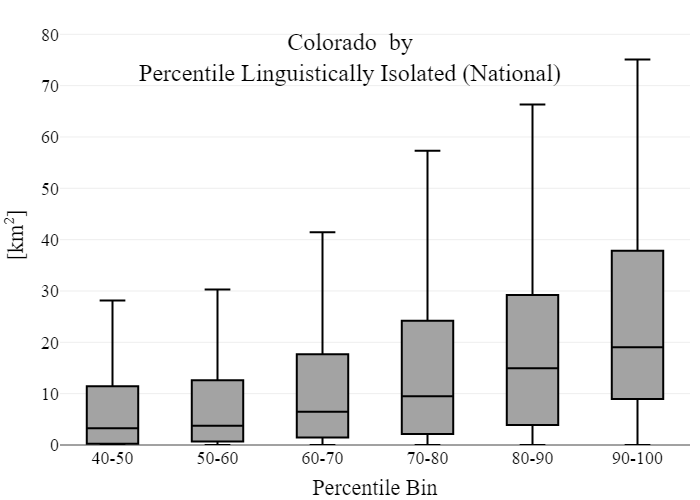 Colorado  by
Percentile Linguistically Isolated (National)
80
70
60
50
40
30
20
10
0
[km²]
40-50 50-60 60-70 70-80 80-90 90-100
Percentile Bin